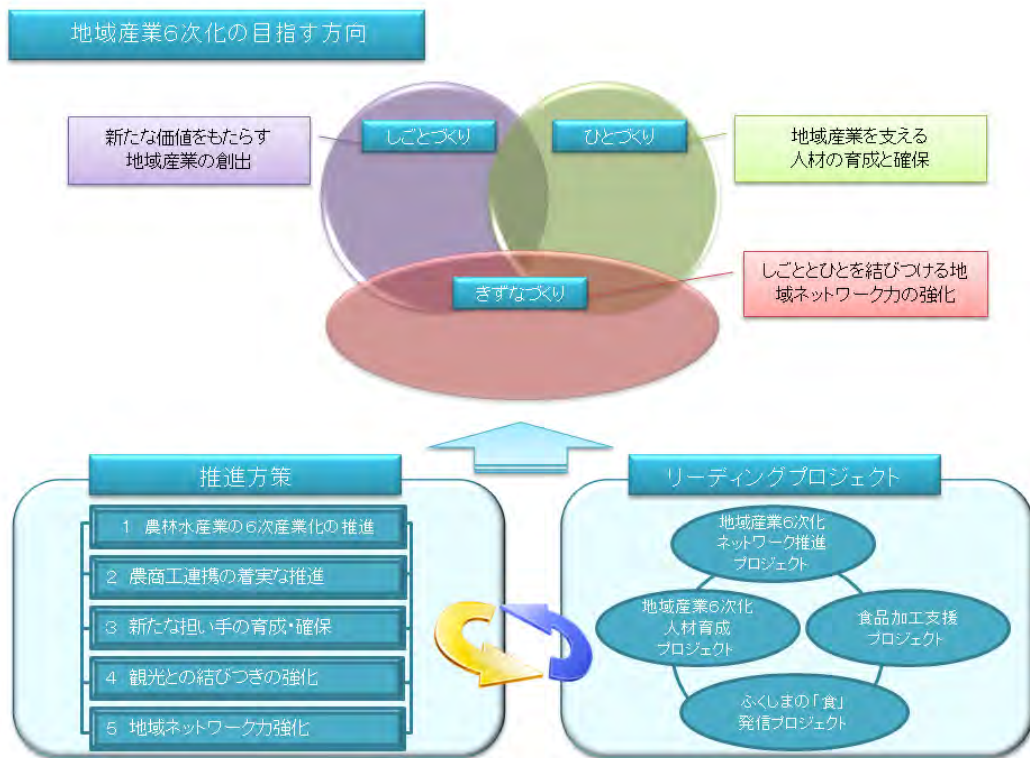 地域産業6次化の目指す方向
しごとづくり
ひとづくり
新たな価値をもたらす
地域産業の創出
地域産業を支える
人材の育成と確保
きずなづくり
しごととひとを結びつける地
域ネットワーク力の強化
推進方策
1 農林水産業の6次産業化の推進
2 農商工連携の着実な推進
3 新たな担い手の育成・確保
4 観光との結びつきの強化
5 地域ネットワーク力強化
リーディングプロジェクト
地域産業6次化
ネットワーク推進
プロジェクト
地域産業6次化
人材育成
プロジェクト
食品加工支援
プロジェクト
ふくしまの「食」
発信プロジェクト